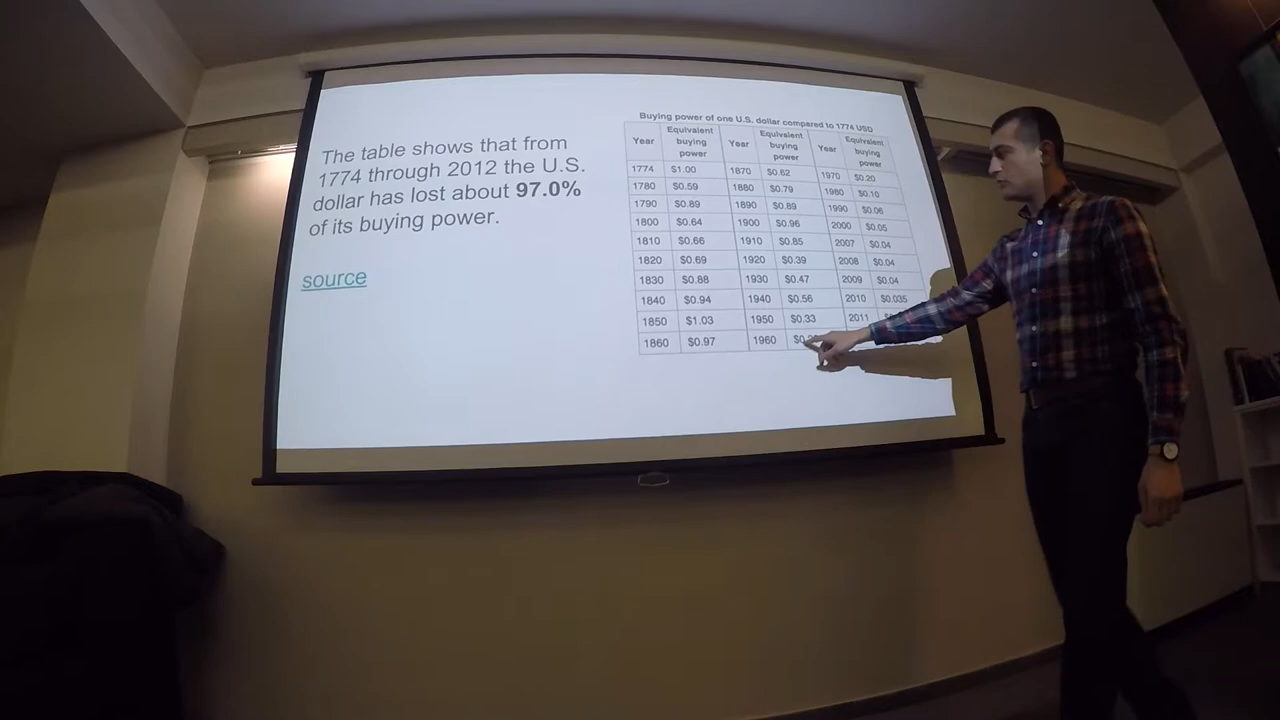 The table shows that from
1774 through 2012 the U.S.
dollar has lost about 97.0%
of its buying power.
source
Buying power of one U.S. dollar compared to 1774 USD
Year Equivalent buying power Year Equivalent buying power Year Equivalent buying power
1774 $1.00 1870 $0.62 1970 $0.20
1780 $0.59 1880 $0.79 1980 $0.10
1790 $0.89 1890 $0.89 1990 $0.06
1800 $0.64 1900 $0.96 2000 $0.05
1810 $0.66 1910 $0.85 2007 $0.04
1820 $0.69 1920 $0.39 2008 $0.04
1830 $0.88 1930 $0.47 2009 $0.04
1840 $0.94 1940 $0.56 2010 $0.035
1850 $1.03 1950 $0.33 2011
1860 $0.97 1960